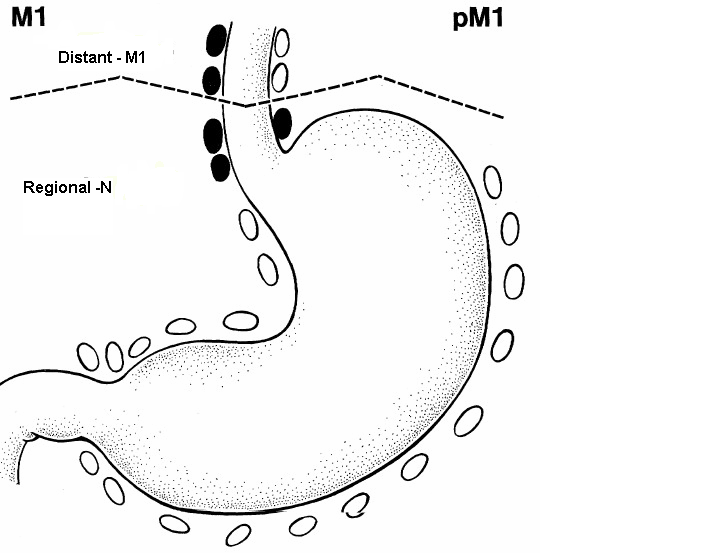 M1
pM1
Distant - M1
Regional -N